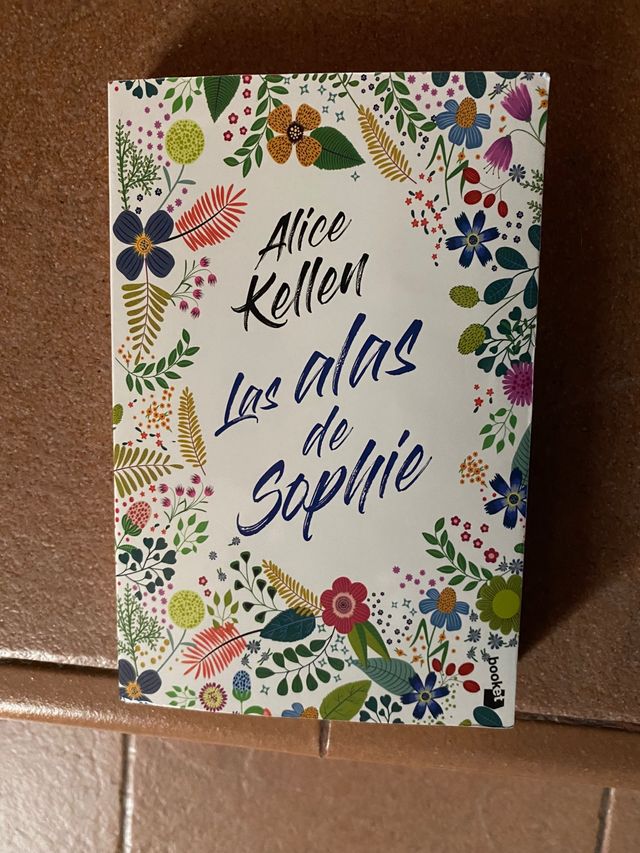 Alice
Kellen
Las alas
de
Sophie
booket